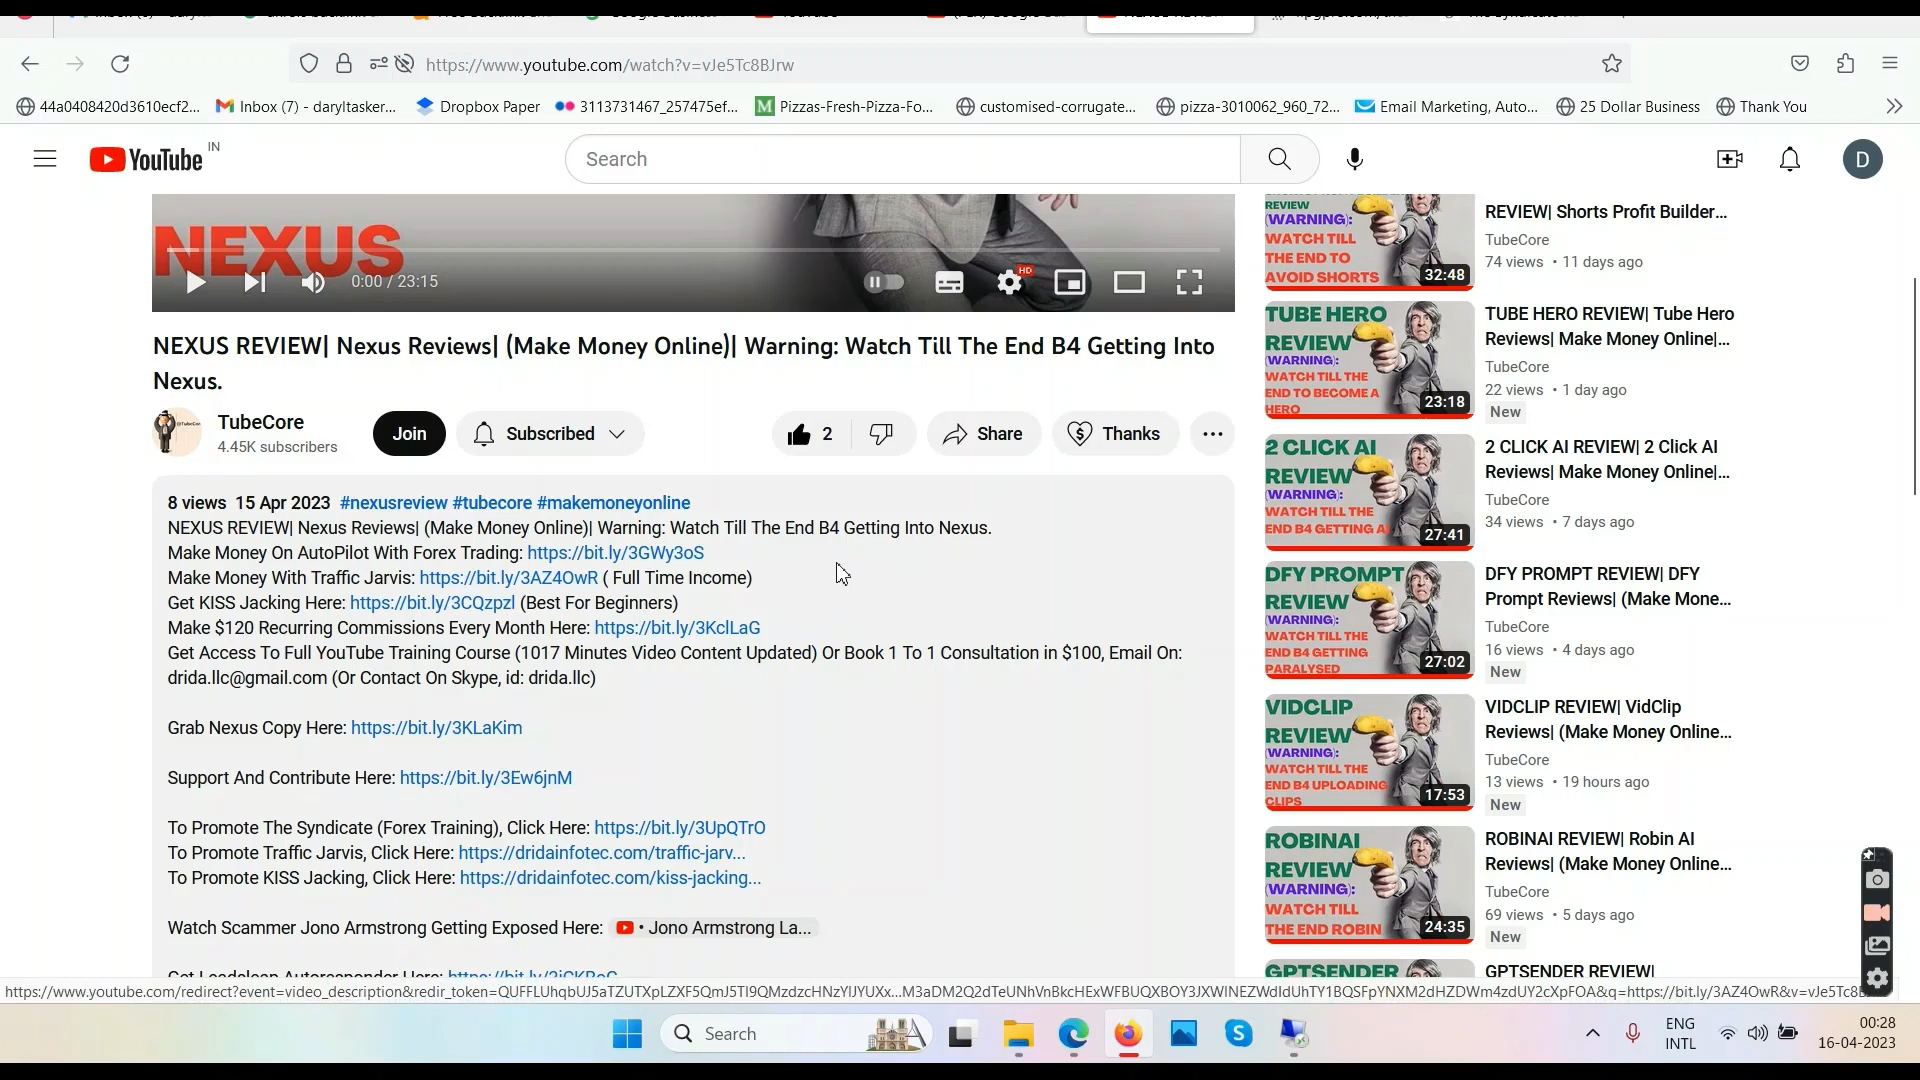 https://www.youtube.com/watch?v=vJe5Tc8BJrw
44a0408420d3610ecf2...
Inbox (7) - daryltasker...
Dropbox Paper
3113731467_257475ef...
Pizzas-Fresh-Pizza-Fo...
customised-corrugate...
pizza-3010062_960_72...
Email Marketing, Auto...
25 Dollar Business
Thank You
YouTube IN
Search
D
NEXUS
0:00 / 23:15
HD
NEXUS REVIEW| Nexus Reviews| (Make Money Online)| Warning: Watch Till The End B4 Getting Into
Nexus.
TubeCore
4.45K subscribers
Join
Subscribed
2
Share
Thanks
8 views 15 Apr 2023 #nexusreview #tubecore #makemoneyonline
NEXUS REVIEW| Nexus Reviews| (Make Money Online)| Warning: Watch Till The End B4 Getting Into Nexus.
Make Money On AutoPilot With Forex Trading: https://bit.ly/3GWy3oS
Make Money With Traffic Jarvis: https://bit.ly/3AZ4OwR ( Full Time Income)
Get KISS Jacking Here: https://bit.ly/3CQzpzl (Best For Beginners)
Make $120 Recurring Commissions Every Month Here: https://bit.ly/3KclLaG
Get Access To Full YouTube Training Course (1017 Minutes Video Content Updated) Or Book 1 To 1 Consultation in $100, Email On:
drida.llc@gmail.com (Or Contact On Skype, id: drida.llc)
Grab Nexus Copy Here: https://bit.ly/3KLaKim
Support And Contribute Here: https://bit.ly/3Ew6jnM
To Promote The Syndicate (Forex Training), Click Here: https://bit.ly/3UpQTrO
To Promote Traffic Jarvis, Click Here: https://dridainfotec.com/traffic-jarv...
To Promote KISS Jacking, Click Here: https://dridainfotec.com/kiss-jacking...
Watch Scammer Jono Armstrong Getting Exposed Here: • Jono Armstrong La...
REVIEW
(WARNING):
WATCH TILL
THE END TO
AVOID SHORTS
32:48
REVIEW| Shorts Profit Builder...
TubeCore
74 views • 11 days ago
TUBE HERO
REVIEW
(WARNING):
WATCH TILL THE
END TO BECOME A
HERO
23:18
TUBE HERO REVIEW| Tube Hero
Reviews| Make Money Online|...
TubeCore
22 views • 1 day ago
New
2 CLICK AI
REVIEW
(WARNING):
WATCH TILL THE
END B4 GETTING AI
27:41
2 CLICK AI REVIEW| 2 Click AI
Reviews| Make Money Online|...
TubeCore
34 views • 7 days ago
DFY PROMPT
REVIEW
(WARNING):
WATCH TILL THE
END B4 GETTING
PARALYSED
27:02
DFY PROMPT REVIEW| DFY
Prompt Reviews| (Make Mone...
TubeCore
16 views • 4 days ago
New
VIDCLIP
REVIEW
(WARNING):
WATCH TILL THE
END B4 UPLOADING
CLIPS
17:53
VIDCLIP REVIEW| VidClip
Reviews| (Make Money Online...
TubeCore
13 views • 19 hours ago
New
ROBINAI
REVIEW
(WARNING):
WATCH TILL
THE END ROBIN
24:35
ROBINAI REVIEW| Robin AI
Reviews| (Make Money Online...
TubeCore
69 views • 5 days ago
New
GPTSENDER
GPTSENDER REVIEW|
Search
ENG
INTL
00:28
16-04-2023